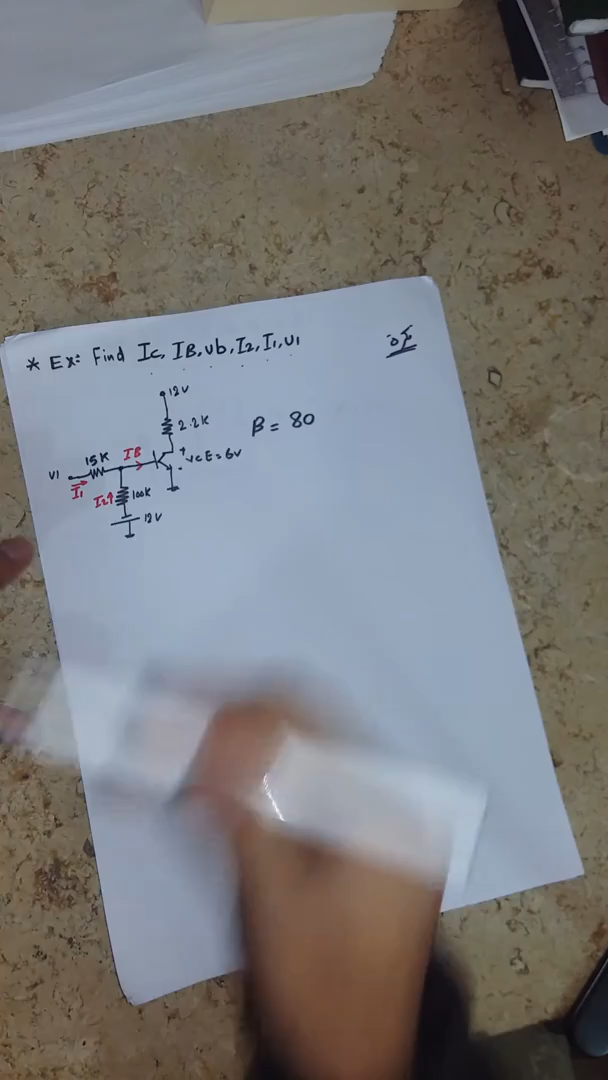 * Ex: Find Ic, IB, vb, I2, I1, v1
12v
2.2K
β = 80
15K
IB
+
vcE = 6v
-
v1
I1
I2↑
100K
12v